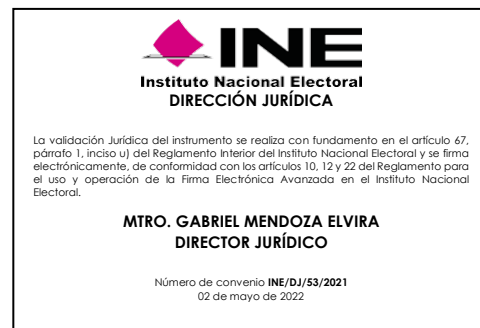 INE
Instituto Nacional Electoral
DIRECCIÓN JURÍDICA
La validación Jurídica del instrumento se realiza con fundamento en el artículo 67,
párrafo 1, inciso u) del Reglamento Interior del Instituto Nacional Electoral y se firma
electrónicamente, de conformidad con los artículos 10, 12 y 22 del Reglamento para
el uso y operación de la Firma Electrónica Avanzada en el Instituto Nacional
Electoral.
MTRO. GABRIEL MENDOZA ELVIRA
DIRECTOR JURÍDICO
Número de convenio INE/DJ/53/2021
02 de mayo de 2022